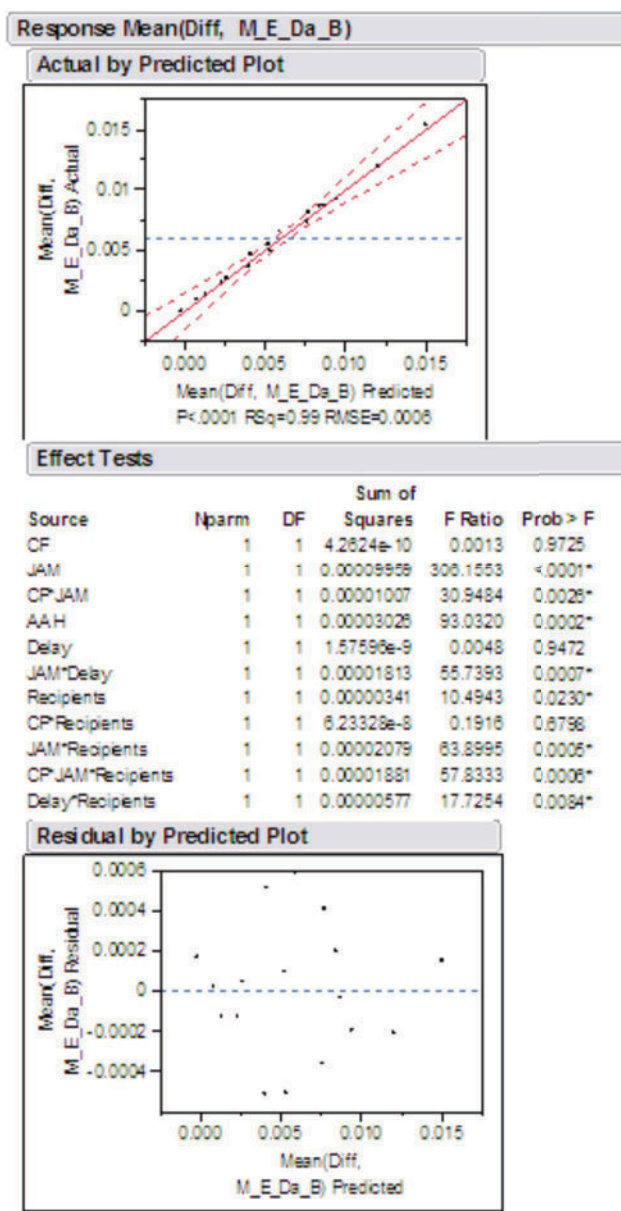 Response Mean(Diff, M_E_Da_B)
Actual by Predicted Plot
Mean(Diff,
M_E_Da_B) Actual
0.015
0.01
0.005
0
0.000 0.005 0.010 0.015
Mean(Diff, M_E_Da_B) Predicted
P<.0001 RSq=0.99 RMSE=0.0006
Effect Tests
Sum of
Source Nparm DF Squares F Ratio Prob > F
CF 1 1 4.2624e-10 0.0013 0.9725
JAM 1 1 0.00009959 306.1553 <.0001*
CP*JAM 1 1 0.00001007 30.9484 0.0026*
AAH 1 1 0.00003026 93.0320 0.0002*
Delay 1 1 1.57596e-9 0.0048 0.9472
JAM*Delay 1 1 0.00001813 55.7393 0.0007*
Recipients 1 1 0.00000341 10.4943 0.0230*
CP*Recipients 1 1 6.23328e-8 0.1916 0.6798
JAM*Recipients 1 1 0.00002079 63.8995 0.0005*
CP*JAM*Recipients 1 1 0.00001881 57.8333 0.0006*
Delay*Recipients 1 1 0.00000577 17.7254 0.0084*
Residual by Predicted Plot
Mean(Diff,
M_E_Da_B) Residual
0.0006
0.0004
0.0002
0
-0.0002
-0.0004
0.000 0.005 0.010 0.015
Mean(Diff,
M_E_Da_B) Predicted